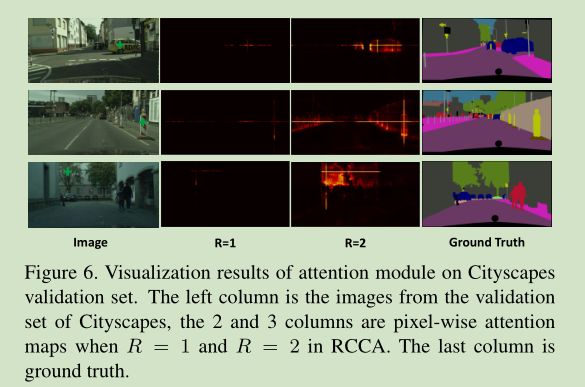 Image R=1 R=2 Ground Truth
Figure 6. Visualization results of attention module on Cityscapes
validation set. The left column is the images from the validation
set of Cityscapes, the 2 and 3 columns are pixel-wise attention
maps when R = 1 and R = 2 in RCCA. The last column is
ground truth.